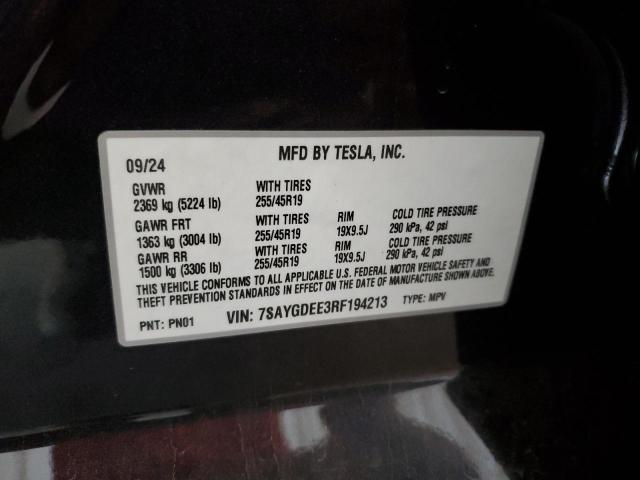 MFD BY TESLA, INC.
09/24
GVWR WITH TIRES
2369 kg (5224 lb) 255/45R19
GAWR FRT WITH TIRES RIM COLD TIRE PRESSURE
1363 kg (3004 lb) 255/45R19 19X9.5J 290 kPa, 42 psi
GAWR RR WITH TIRES RIM COLD TIRE PRESSURE
1500 kg (3306 lb) 255/45R19 19X9.5J 290 kPa, 42 psi
THIS VEHICLE CONFORMS TO ALL APPLICABLE U.S. FEDERAL MOTOR VEHICLE SAFETY AND
THEFT PREVENTION STANDARDS IN EFFECT ON THE DATE OF MANUFACTURE SHOWN ABOVE.
PNT: PN01 VIN: 7SAYGDEE3RF194213 TYPE: MPV